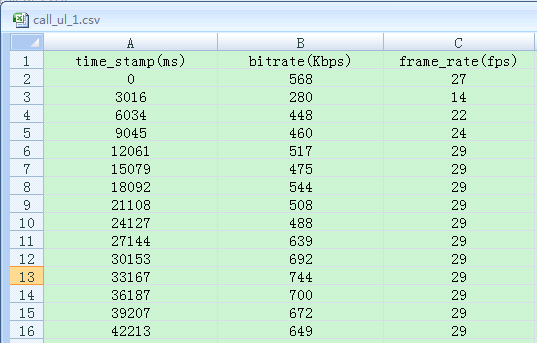 call_ul_1.csv
A B C
1 time_stamp(ms) bitrate(Kbps) frame_rate(fps)
2 0 568 27
3 3016 280 14
4 6034 448 22
5 9045 460 24
6 12061 517 29
7 15079 475 29
8 18092 544 29
9 21108 508 29
10 24127 488 29
11 27144 639 29
12 30153 692 29
13 33167 744 29
14 36187 700 29
15 39207 672 29
16 42213 649 29